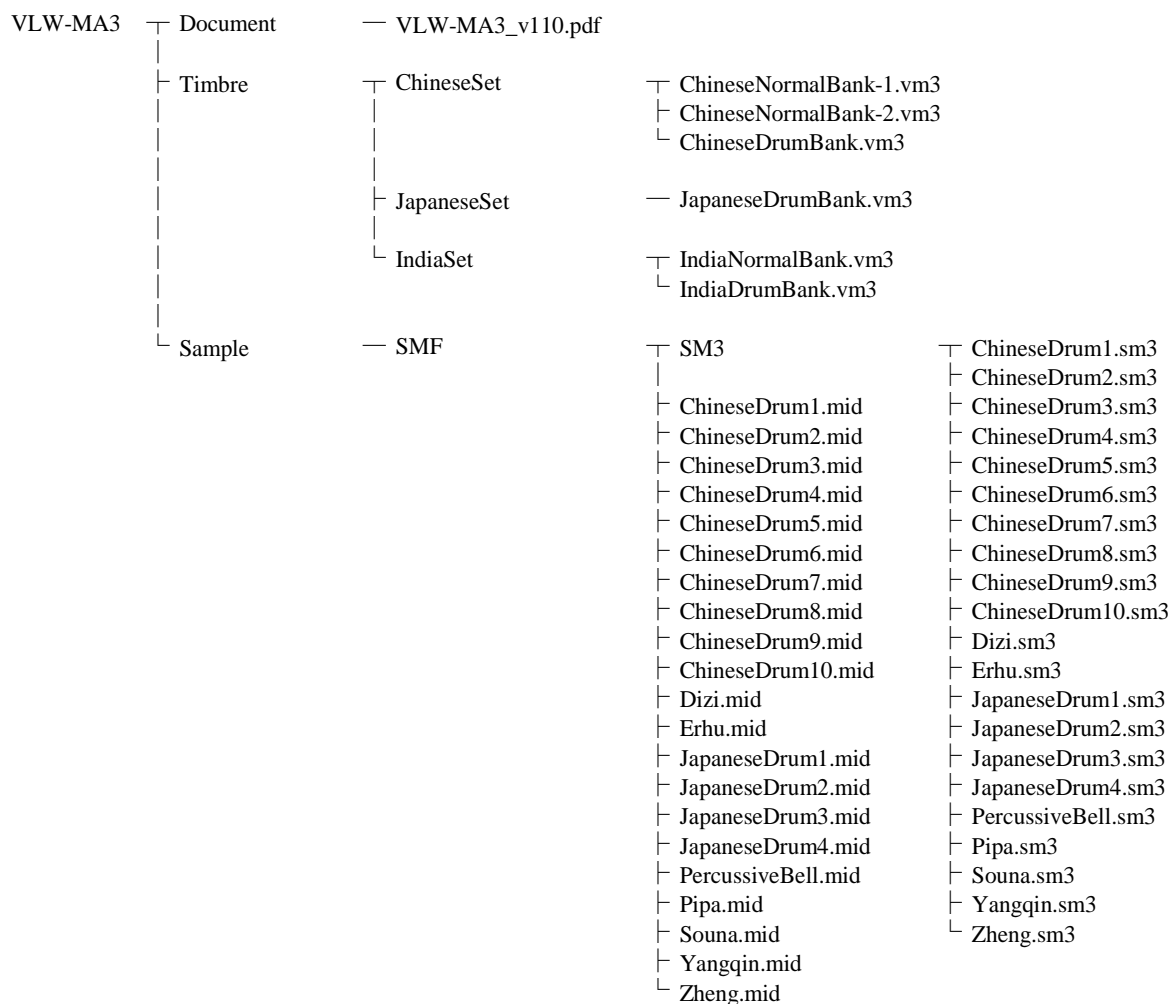 VLW-MA3 ┬ Document — VLW-MA3_v110.pdf
├ Timbre ┬ ChineseSet ┬ ChineseNormalBank-1.vm3
├ ChineseNormalBank-2.vm3
└ ChineseDrumBank.vm3
├ JapaneseSet — JapaneseDrumBank.vm3
└ IndiaSet ┬ IndiaNormalBank.vm3
└ IndiaDrumBank.vm3
└ Sample — SMF ┬ SM3 ┬ ChineseDrum1.sm3
├ ChineseDrum2.sm3
├ ChineseDrum1.mid ├ ChineseDrum3.sm3
├ ChineseDrum2.mid ├ ChineseDrum4.sm3
├ ChineseDrum3.mid ├ ChineseDrum5.sm3
├ ChineseDrum4.mid ├ ChineseDrum6.sm3
├ ChineseDrum5.mid ├ ChineseDrum7.sm3
├ ChineseDrum6.mid ├ ChineseDrum8.sm3
├ ChineseDrum7.mid ├ ChineseDrum9.sm3
├ ChineseDrum8.mid ├ ChineseDrum10.sm3
├ ChineseDrum9.mid ├ Dizi.sm3
├ ChineseDrum10.mid ├ Erhu.sm3
├ Dizi.mid ├ JapaneseDrum1.sm3
├ Erhu.mid ├ JapaneseDrum2.sm3
├ JapaneseDrum1.mid ├ JapaneseDrum3.sm3
├ JapaneseDrum2.mid ├ JapaneseDrum4.sm3
├ JapaneseDrum3.mid ├ PercussiveBell.sm3
├ JapaneseDrum4.mid ├ Pipa.sm3
├ PercussiveBell.mid ├ Souna.sm3
├ Pipa.mid ├ Yangqin.sm3
├ Souna.mid └ Zheng.sm3
├ Yangqin.mid
└ Zheng.mid